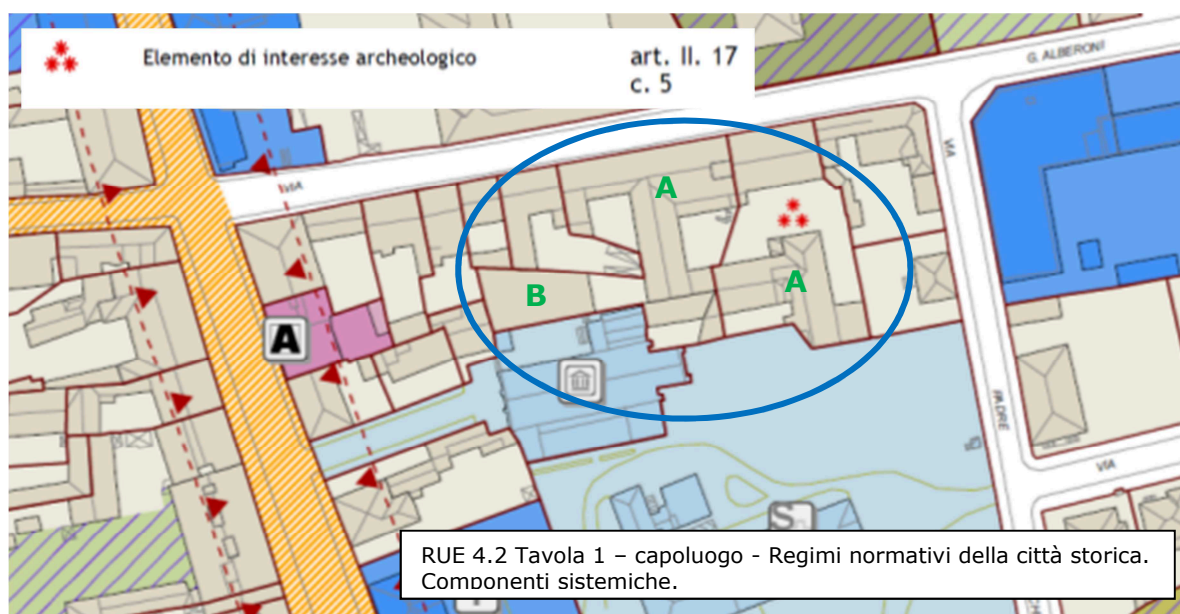 Elemento di interesse archeologico
art. II. 17
c. 5
G. ALBERONI
VIA
VIA
A
A
B
A
PADRE
VIA
S
RUE 4.2 Tavola 1 – capoluogo - Regimi normativi della città storica.
Componenti sistemiche.